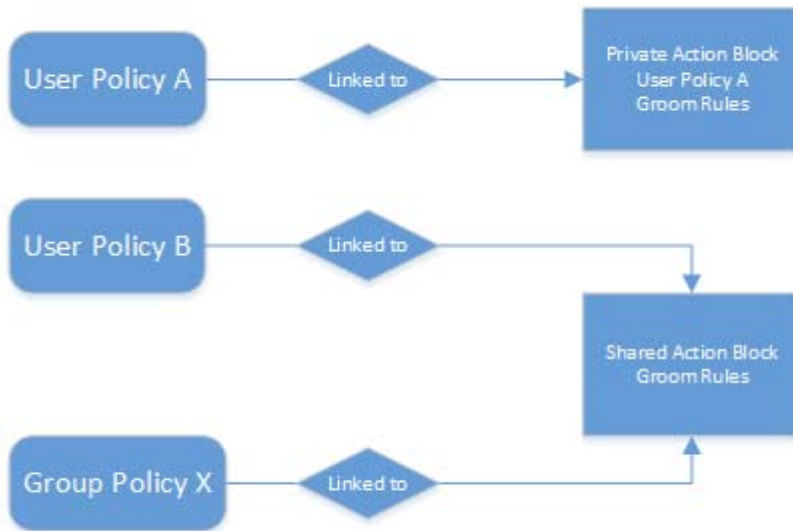 User Policy A
Linked to
Private Action Block
User Policy A
Groom Rules
User Policy B
Linked to
Shared Action Block
Groom Rules
Group Policy X
Linked to